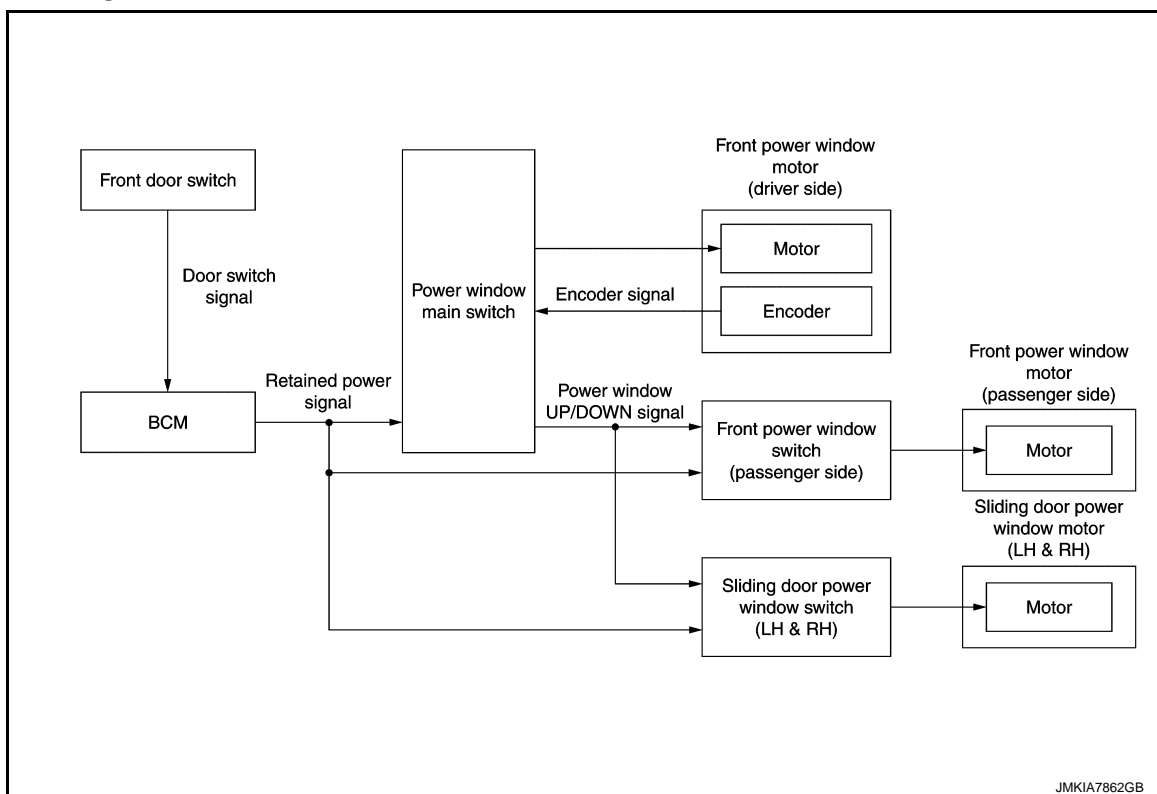 Front door switch
Door switch
signal
BCM
Retained power
signal
Power window
main switch
Front power window
motor
(driver side)
Motor
Encoder signal
Encoder
Power window
UP/DOWN signal
Front power window
switch
(passenger side)
Front power window
motor
(passenger side)
Motor
Sliding door power
window switch
(LH & RH)
Sliding door power
window motor
(LH & RH)
Motor
JMKIA7862GB